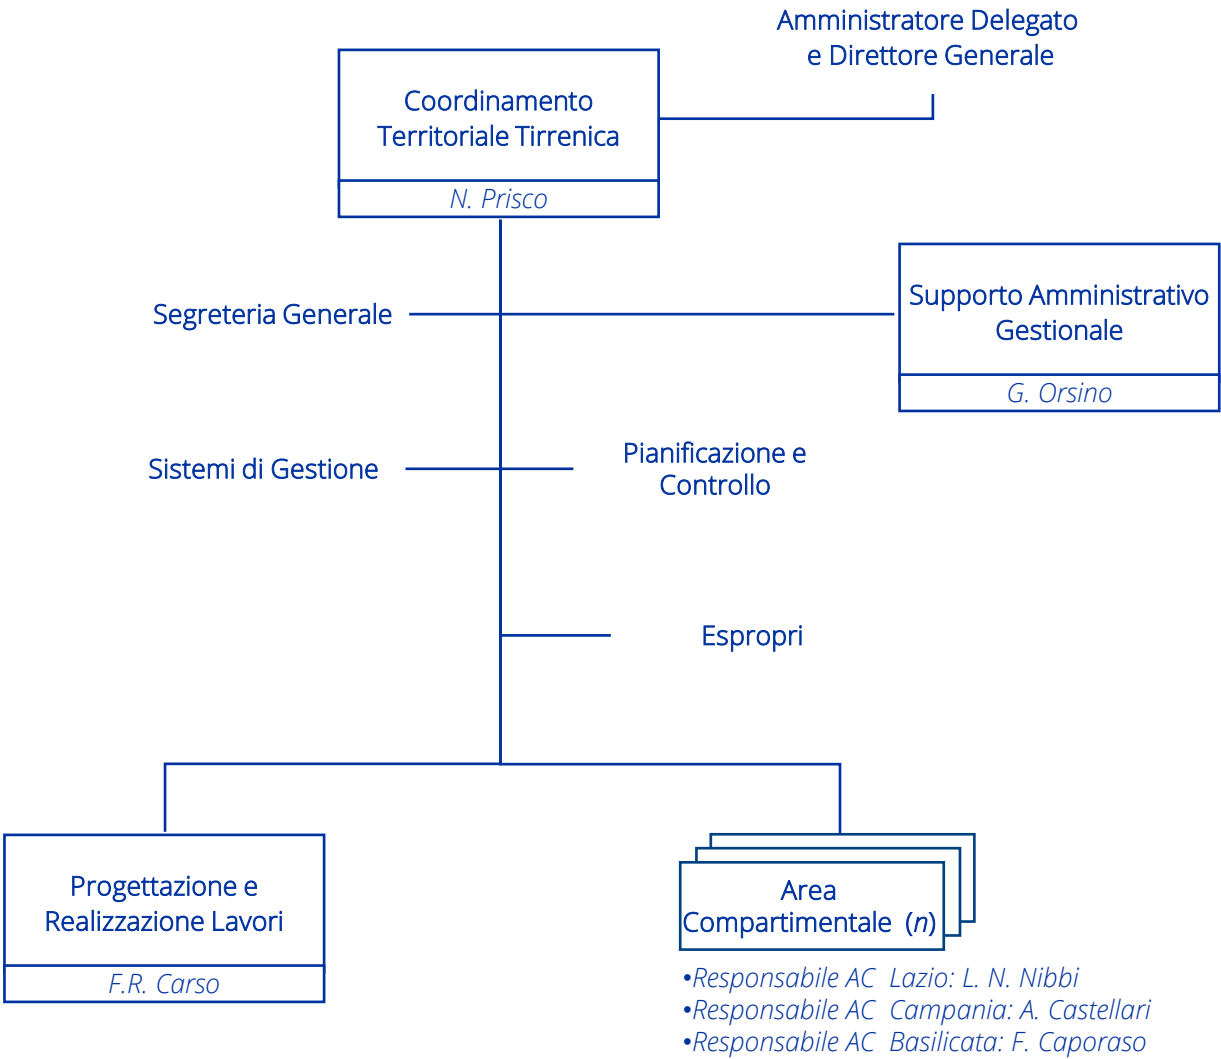 Amministratore Delegato
e Direttore Generale
Coordinamento
Territoriale Tirrenica
N. Prisco
Segreteria Generale
Supporto Amministrativo
Gestionale
G. Orsino
Sistemi di Gestione
Pianificazione e
Controllo
Espropri
Progettazione e
Realizzazione Lavori
F.R. Carso
Area
Compartimentale (n)
•Responsabile AC Lazio: L. N. Nibbi
•Responsabile AC Campania: A. Castellari
•Responsabile AC Basilicata: F. Caporaso